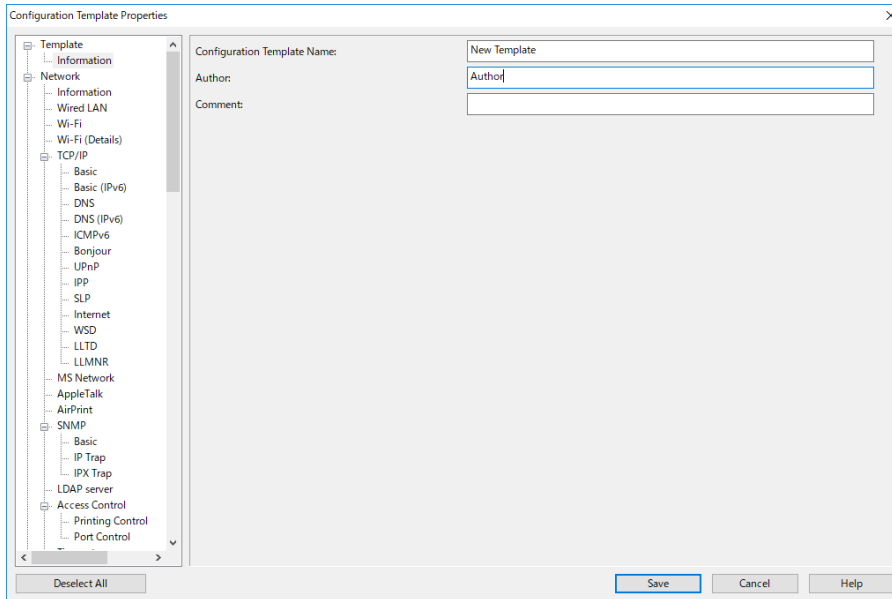 Configuration Template Properties
Template
Information
Network
Information
Wired LAN
Wi-Fi
Wi-Fi (Details)
TCP/IP
Basic
Basic (IPv6)
DNS
DNS (IPv6)
ICMPv6
Bonjour
UPnP
IPP
SLP
Internet
WSD
LLTD
LLMNR
MS Network
AppleTalk
AirPrint
SNMP
Basic
IP Trap
IPX Trap
LDAP server
Access Control
Printing Control
Port Control
Configuration Template Name: New Template
Author: Author
Comment:
Deselect All Save Cancel Help